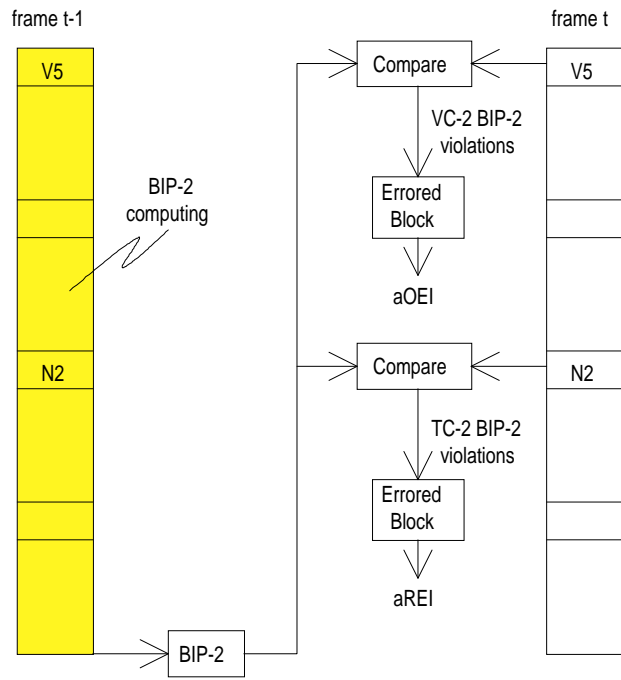 frame t-1
frame t
V5
Compare
V5
VC-2 BIP-2
violations
BIP-2
computing
Errored
Block
aOEI
N2
Compare
N2
TC-2 BIP-2
violations
Errored
Block
aREI
BIP-2